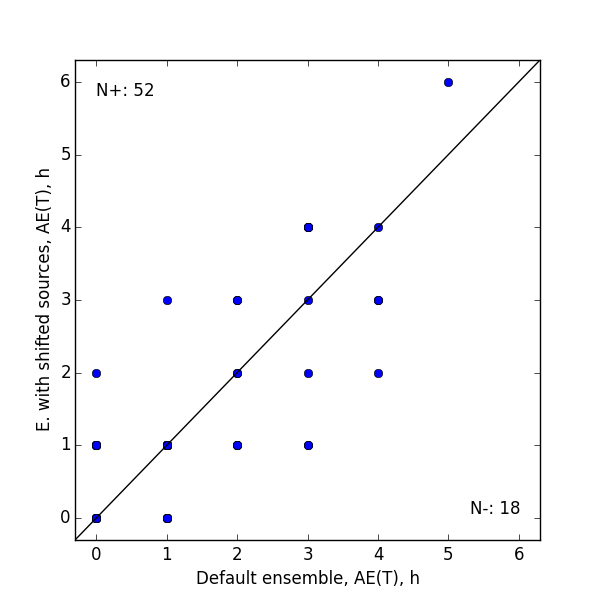 N+: 52
6
5
4
3
2
1
0
E. with shifted sources, AE(T), h
N-: 18
0 1 2 3 4 5 6
Default ensemble, AE(T), h